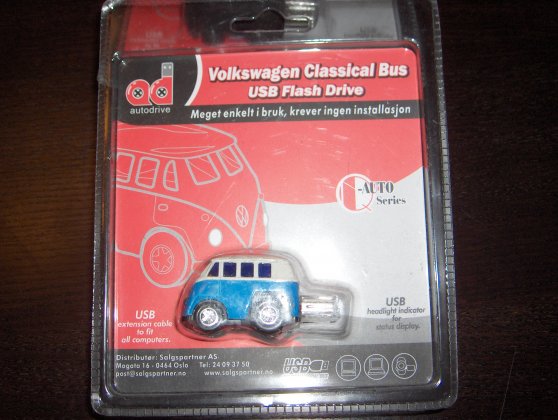 ad
autodrive
Volkswagen Classical Bus
USB Flash Drive
Meget enkelt i bruk, krever ingen installasjon
Q-AUTO
Series
USB
extension cable
to fit
all computers.
USB
headlight indicator
for
status display.
Distributør: Salgspartner AS
Mogata 16 - 0464 Oslo Tel: 24 09 37 50
post@salgspartner.no www.salgspartner.no
USB